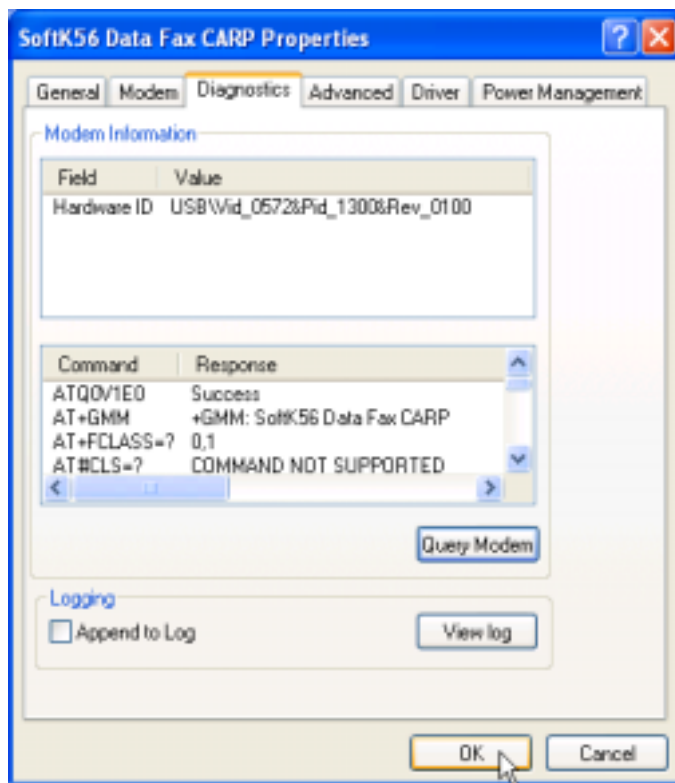 SoftK56 Data Fax CARP Properties
General Modem Diagnostics Advanced Driver Power Management
Modem Information
Field Value
Hardware ID USB\Vid_0572&Pid_1300&Rev_0100
Command Response
ATQ0V1E0 Success
AT+GMM +GMM: SoftK56 Data Fax CARP
AT+FCLASS=? 0,1
AT#CLS=? COMMAND NOT SUPPORTED
Query Modem
Logging
Append to Log View log
OK Cancel